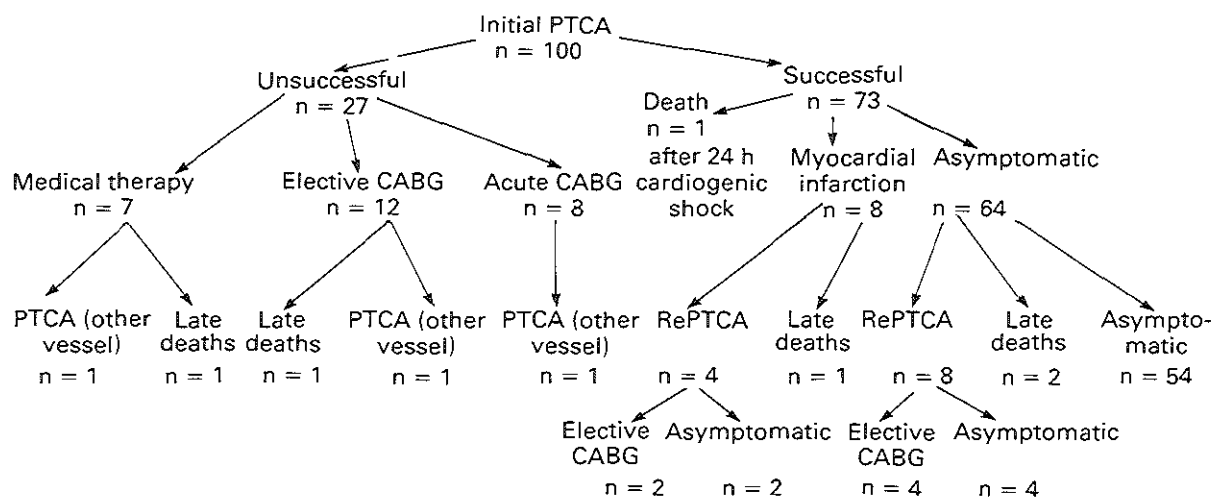 Initial PTCA
n = 100
Unsuccessful
n = 27
Successful
n = 73
Death
n = 1
after 24 h
cardiogenic
shock
Medical therapy
n = 7
Elective CABG
n = 12
Acute CABG
n = 8
Myocardial
infarction
n = 8
Asymptomatic
n = 64
PTCA (other
vessel)
n = 1
Late
deaths
n = 1
Late
deaths
n = 1
PTCA (other
vessel)
n = 1
PTCA (other
vessel)
n = 1
RePTCA
n = 4
Late
deaths
n = 1
RePTCA
n = 8
Late
deaths
n = 2
Asympto-
matic
n = 54
Elective
CABG
n = 2
Asymptomatic
n = 2
Elective
CABG
n = 4
Asymptomatic
n = 4